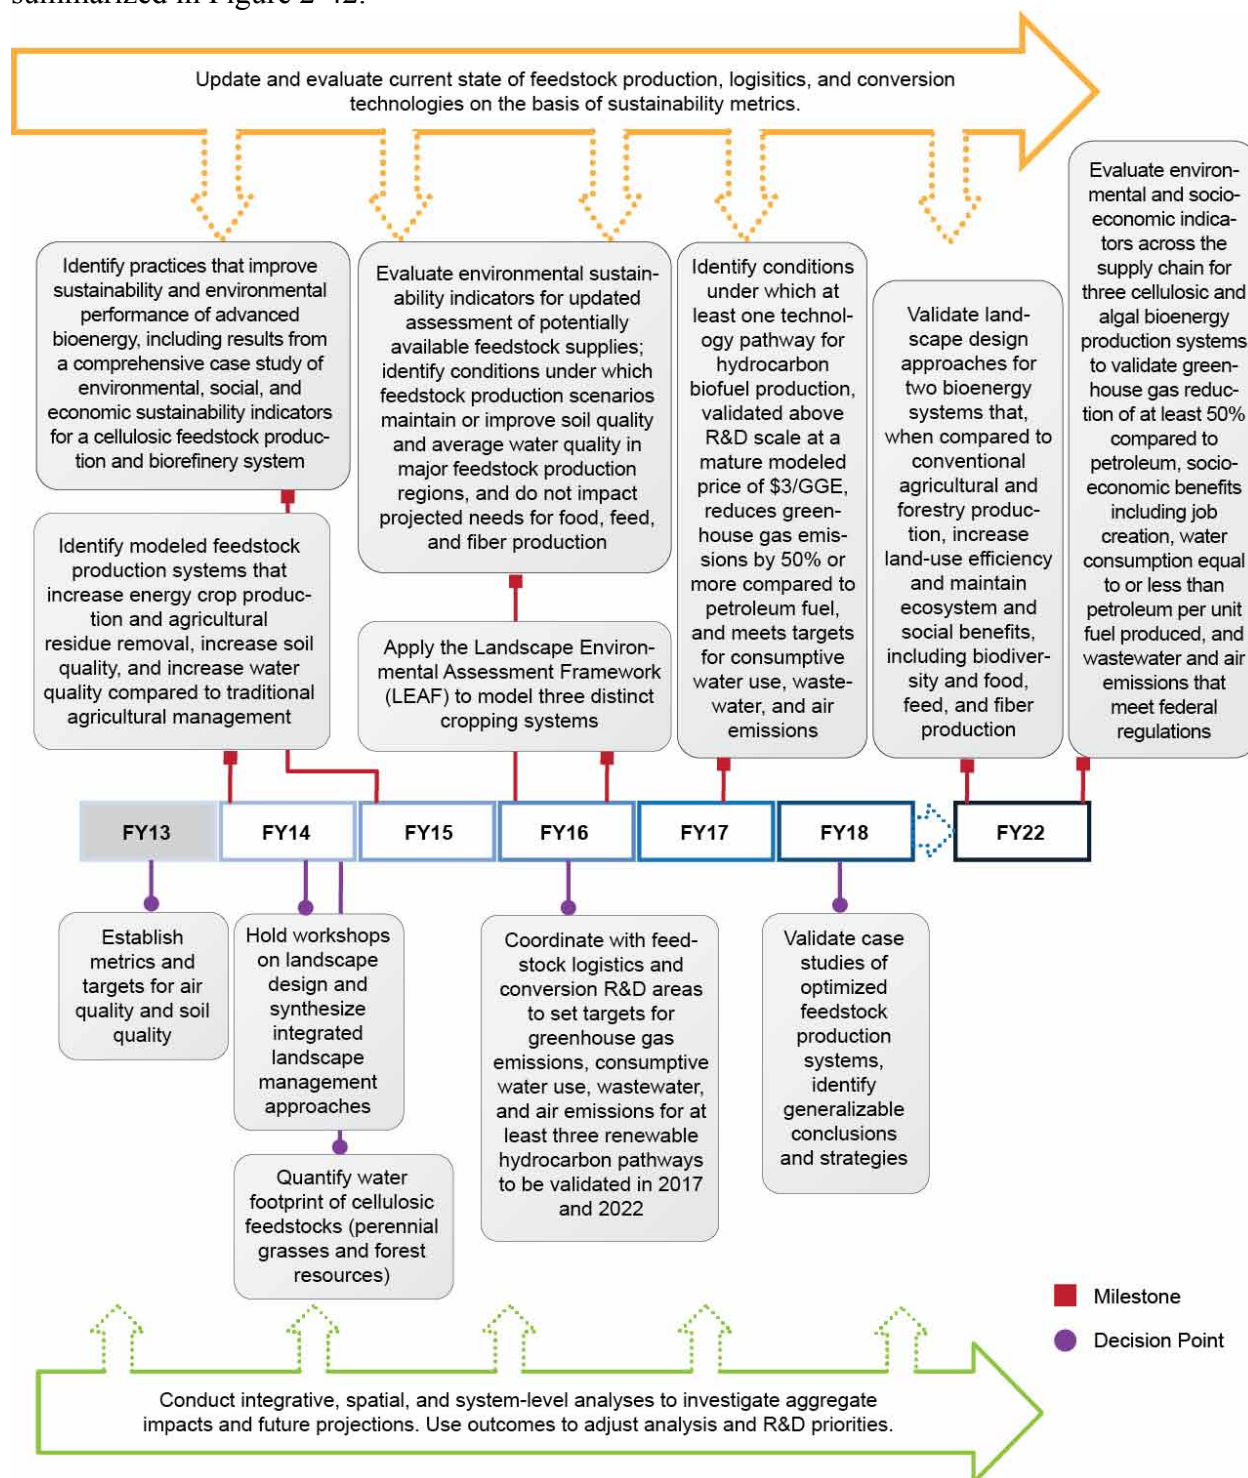 summarized in Figure 2-42.
Update and evaluate current state of feedstock production, logisitics, and conversion
technologies on the basis of sustainability metrics.
Identify practices that improve
sustainability and environmental
performance of advanced
bioenergy, including results from
a comprehensive case study of
environmental, social, and
economic sustainability indicators
for a cellulosic feedstock produc-
tion and biorefinery system
Identify modeled feedstock
production systems that
increase energy crop produc-
tion and agricultural
residue removal, increase soil
quality, and increase water
quality compared to traditional
agricultural management
Evaluate environmental sustain-
ability indicators for updated
assessment of potentially
available feedstock supplies;
identify conditions under which
feedstock production scenarios
maintain or improve soil quality
and average water quality in
major feedstock production
regions, and do not impact
projected needs for food, feed,
and fiber production
Apply the Landscape Environ-
mental Assessment Framework
(LEAF) to model three distinct
cropping systems
Identify conditions
under which at
least one technol-
ogy pathway for
hydrocarbon
biofuel production,
validated above
R&D scale at a
mature modeled
price of $3/GGE,
reduces green-
house gas emis-
sions by 50% or
more compared to
petroleum fuel,
and meets targets
for consumptive
water use, waste-
water, and air
emissions
Validate land-
scape design
approaches for
two bioenergy
systems that,
when compared to
conventional
agricultural and
forestry produc-
tion, increase
land-use efficiency
and maintain
ecosystem and
social benefits,
including biodiver-
sity and food,
feed, and fiber
production
Evaluate environ-
mental and socio-
economic indica-
tors across the
supply chain for
three cellulosic and
algal bioenergy
production systems
to validate green-
house gas reduc-
tion of at least 50%
compared to
petroleum, socio-
economic benefits
including job
creation, water
consumption equal
to or less than
petroleum per unit
fuel produced, and
wastewater and air
emissions that
meet federal
regulations
FY13
FY14
FY15
FY16
FY17
FY18
FY22
Establish
metrics and
targets for air
quality and soil
quality
Hold workshops
on landscape
design and
synthesize
integrated
landscape
management
approaches
Quantify water
footprint of cellulosic
feedstocks (perennial
grasses and forest
resources)
Coordinate with feed-
stock logistics and
conversion R&D areas
to set targets for
greenhouse gas
emissions, consumptive
water use, wastewater,
and air emissions for at
least three renewable
hydrocarbon pathways
to be validated in 2017
and 2022
Validate case
studies of
optimized
feedstock
production
systems,
identify
generalizable
conclusions
and strategies
Milestone
Decision Point
Conduct integrative, spatial, and system-level analyses to investigate aggregate
impacts and future projections. Use outcomes to adjust analysis and R&D priorities.